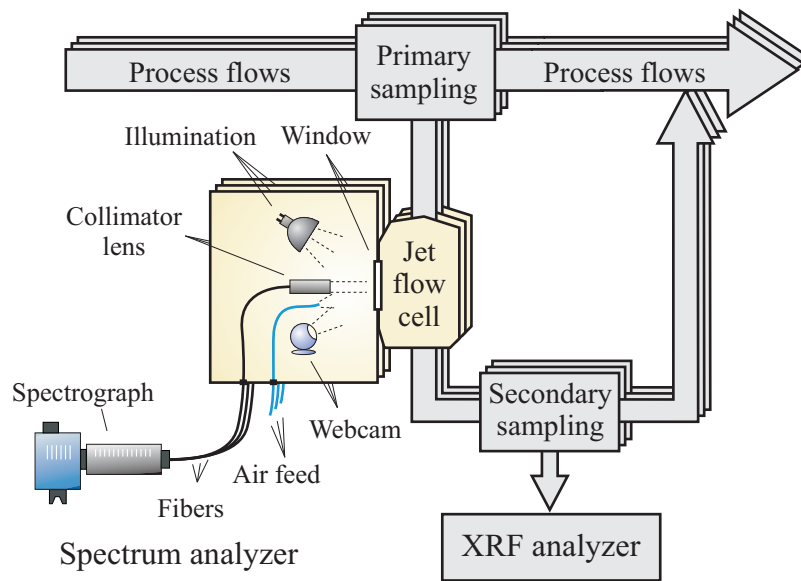 Process flows
Primary
sampling
Process flows
Illumination
Window
Collimator
lens
Jet
flow
cell
Spectrograph
Webcam
Secondary
sampling
Air feed
Fibers
Spectrum analyzer
XRF analyzer